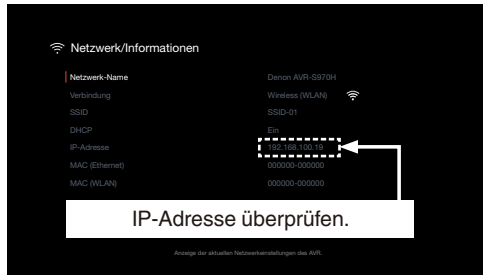 Netzwerk/Informationen
Netzwerk-Name Denon AVR-S970H
Verbindung Wireless (WLAN)
SSID SSID-01
DHCP Ein
IP-Adresse 192.168.100.19
MAC (Ethernet) 000000-000000
MAC (WLAN) 000000-000000
IP-Adresse überprüfen.
Anzeige der aktuellen Netzwerkeinstellungen des AVR.